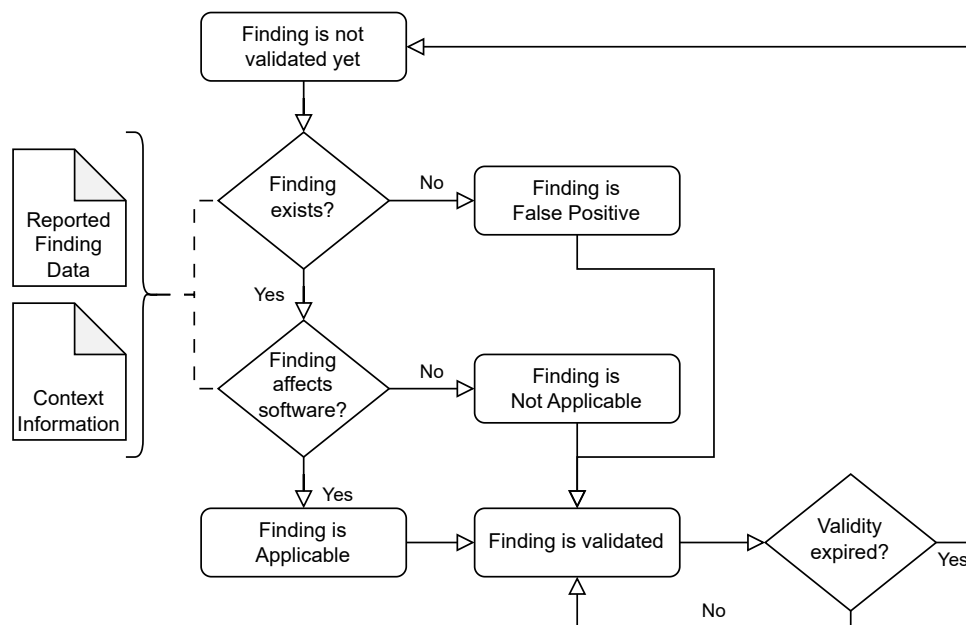 Finding is not
validated yet
Finding
exists?
No
Finding is
False Positive
Reported
Finding
Data
Yes
Finding
affects
software?
No
Finding is
Not Applicable
Context
Information
Yes
Finding is
Applicable
Finding is validated
Validity
expired?
Yes
No